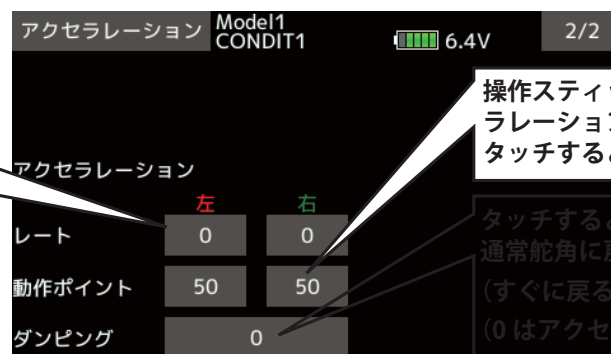 アクセラレーション
Model1
CONDIT1
6.4V
2/2
操作スティッ
ラレーション
タッチすると
アクセラレーション
左 右
レート 0 0
動作ポイント 50 50
ダンピング 0
タッチすると
通常舵角に戻
(すぐに戻る
(0 はアクセ